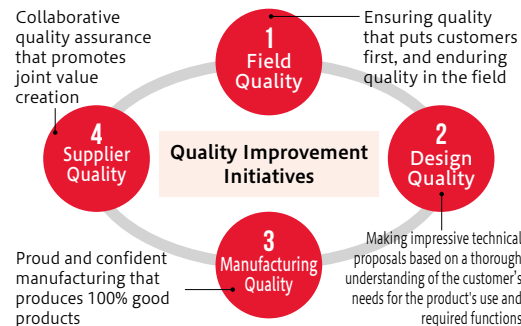 Collaborative
quality assurance
that promotes
joint value
creation
1
Field
Quality
Ensuring quality
that puts customers
first, and enduring
quality in the field
4
Supplier
Quality
Quality Improvement
Initiatives
2
Design
Quality
3
Manufacturing
Quality
Proud and confident
manufacturing that
produces 100% good
products
Making impressive technical
proposals based on a thorough
understanding of the customer's
needs for the product's use and
required functions